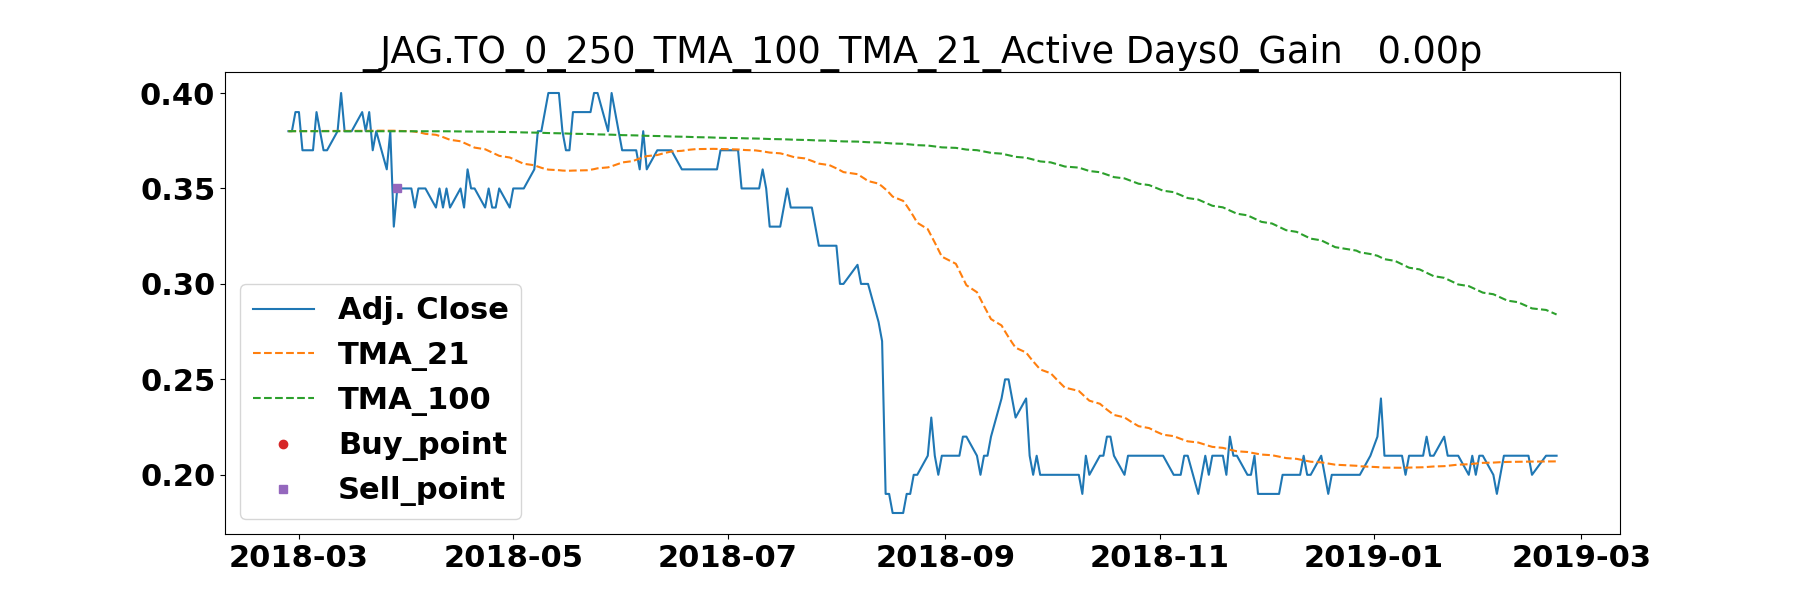 _JAG.TO_0_250_TMA_100_TMA_21_Active Days0_Gain   0.00p
0.40
0.35
0.30
0.25
0.20
Adj. Close
TMA_21
TMA_100
Buy_point
Sell_point
2018-03 2018-05 2018-07 2018-09 2018-11 2019-01 2019-03